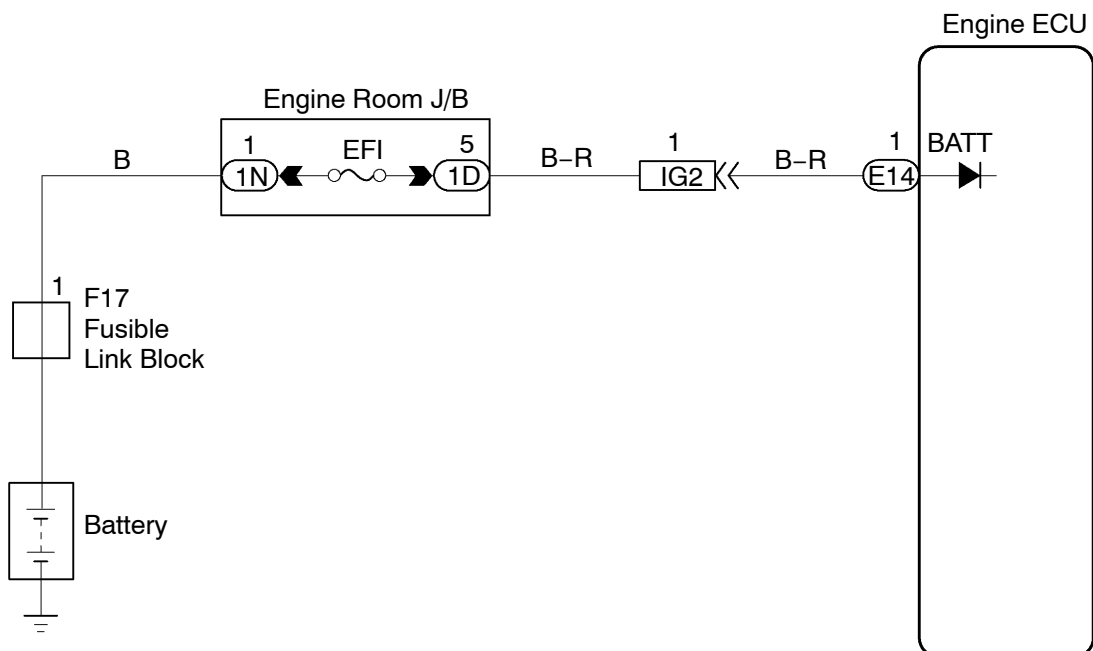 Engine ECU
Engine Room J/B
1 EFI 5 1 1 BATT
B 1N 1D B–R IG2 B–R E14
1 F17
Fusible
Link Block
Battery